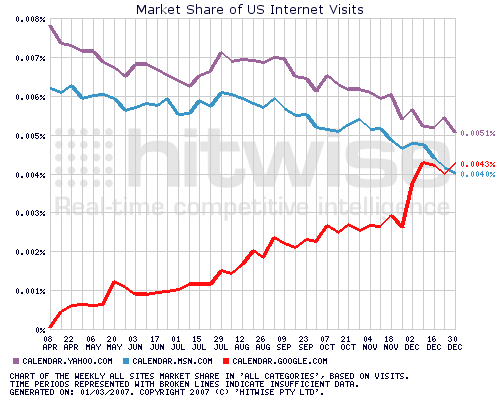 Market Share of US Internet Visits
0.008%
0.007%
0.006%
0.005%
0.004%
0.003%
0.002%
0.001%
0%
hitwise
Real-time competitive intelligence
0.0051%
0.0043%
0.0040%
08 22 06 20 03 17 01 15 29 12 26 09 23 07 21 04 18 02 16 30
APR APR MAY MAY JUN JUN JUL JUL JUL AUG AUG SEP SEP OCT OCT NOV NOV DEC DEC DEC
CALENDAR.YAHOO.COM CALENDAR.MSN.COM CALENDAR.GOOGLE.COM
CHART OF THE WEEKLY ALL SITES MARKET SHARE IN 'ALL CATEGORIES', BASED ON VISITS.
TIME PERIODS REPRESENTED WITH BROKEN LINES INDICATE INSUFFICIENT DATA.
GENERATED ON: 01/03/2007. COPYRIGHT 2007 (C) 'HITWISE PTY LTD'.